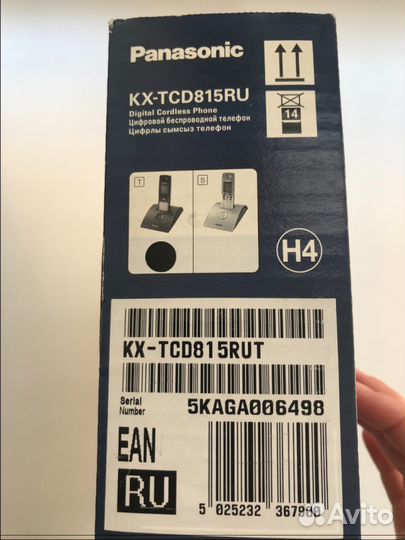 Panasonic
KX-TCD815RU
Digital Cordless Phone
Цифровой беспроводной телефон
Цифрлы сымсыз телефон
14
T
S
H4
KX-TCD815RUT
Serial Number
5KAGA006498
EAN
RU
5 025232 367900
Avito